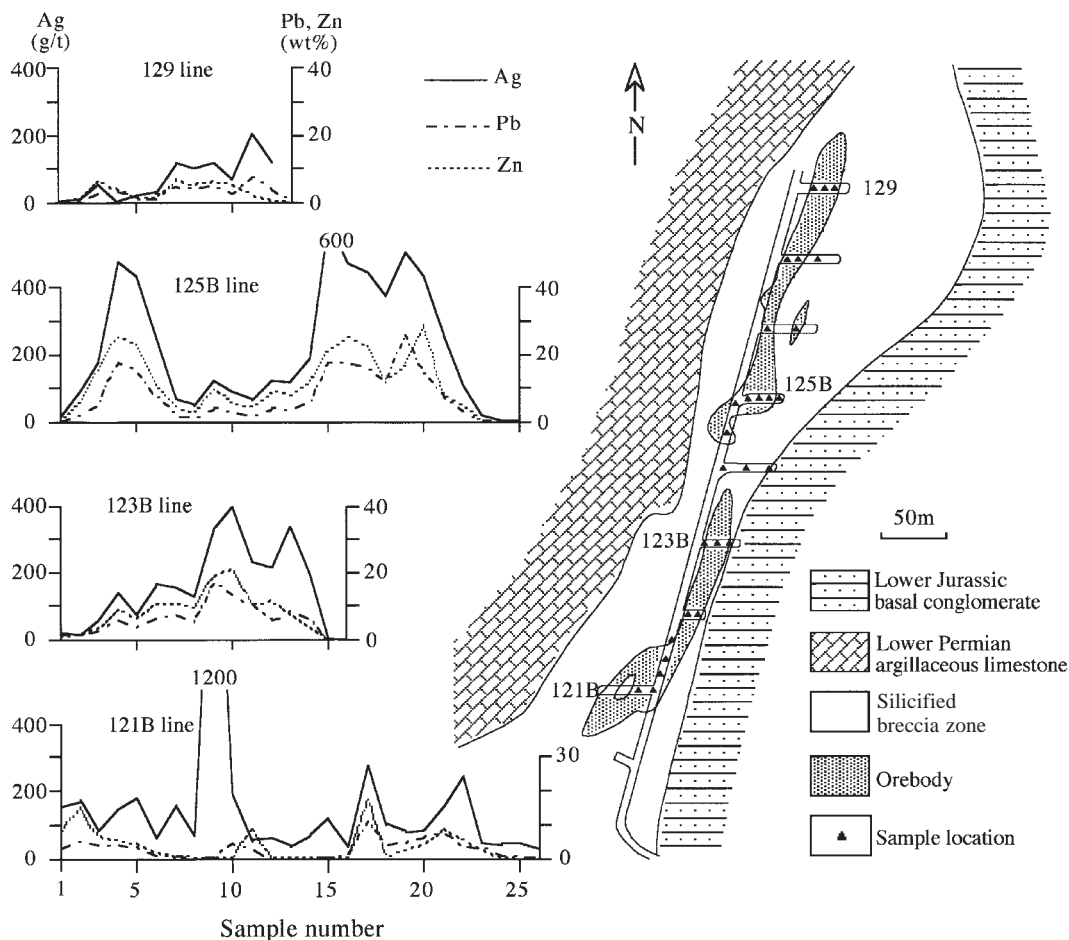 Ag
(g/t)
Pb, Zn
(wt%)
400
200
0
129 line
40
20
0
10
Ag
Pb
Zn
600
400
200
0
125B line
40
20
0
400
200
0
123B line
40
20
0
1200
400
200
0
121B line
30
0
1
5
10
15
20
25
Sample number
N
129
125B
123B
121B
50m
Lower Jurassic
basal conglomerate
Lower Permian
argillaceous limestone
Silicified
breccia zone
Orebody
Sample location